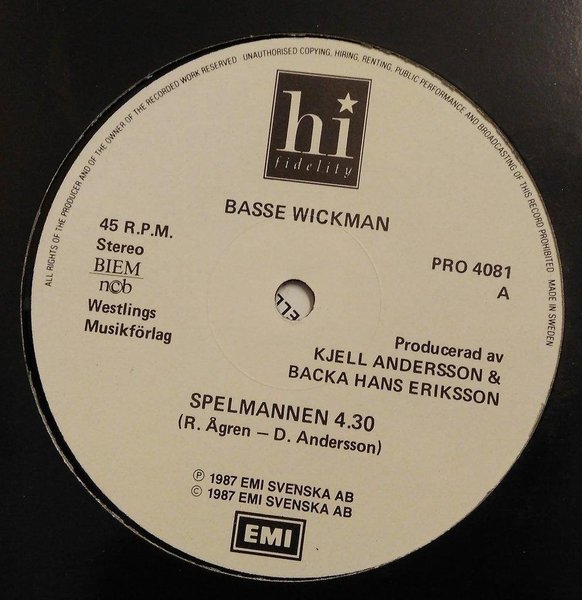 ALL RIGHTS OF THE PRODUCER AND OF THE OWNER OF THE RECORDED WORK RESERVED UNAUTHORISED COPYING, HIRING, RENTING, PUBLIC PERFORMANCE AND BROADCASTING OF THIS RECORD PROHIBITED MADE IN SWEDEN
hi
fidelity
BASSE WICKMAN
45 R.P.M.
Stereo
BIEM
ncb
Westlings
Musikförlag
PRO 4081
A
Producerad av
KJELL ANDERSSON &
BACKA HANS ERIKSSON
SPELMANNEN 4.30
(R. Ågren – D. Andersson)
Ⓟ 1987 EMI SVENSKA AB
© 1987 EMI SVENSKA AB
EMI